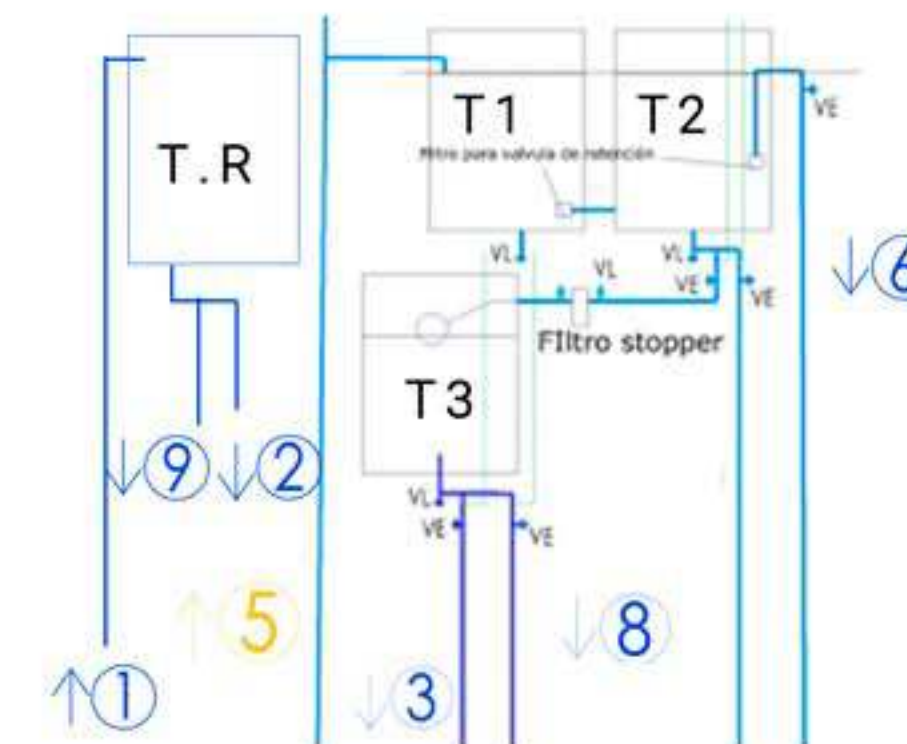 T1
T2
VE
T.R
Filtro para valvula de retención
VL
VL
VL
VE
VE
6
FIltro stopper
T3
9
2
VL
VE
VE
5
8
1
3